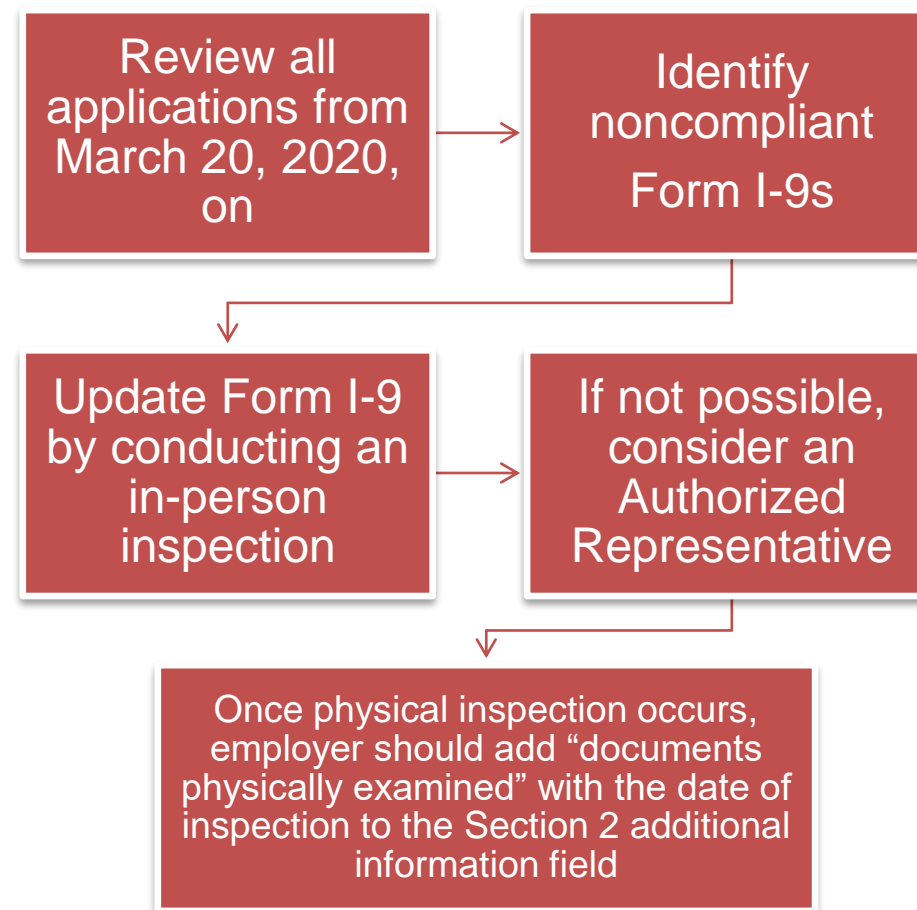 Review all
applications from
March 20, 2020,
on
Identify
noncompliant
Form I-9s
Update Form I-9
by conducting an
in-person
inspection
If not possible,
consider an
Authorized
Representative
Once physical inspection occurs,
employer should add “documents
physically examined” with the date of
inspection to the Section 2 additional
information field